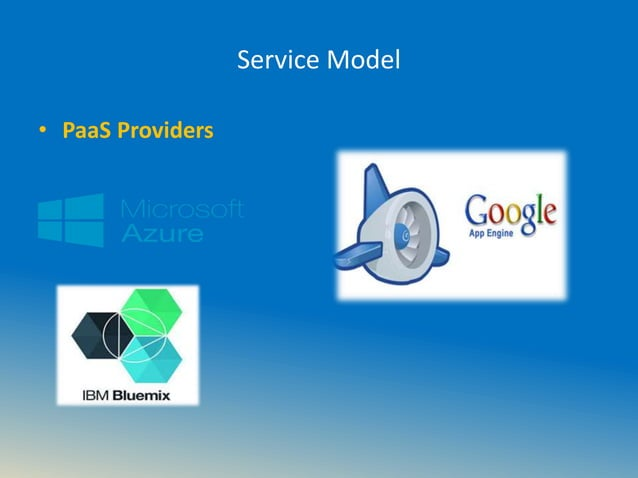 Service Model
• PaaS Providers
Microsoft
Azure
Google
App Engine
IBM Bluemix